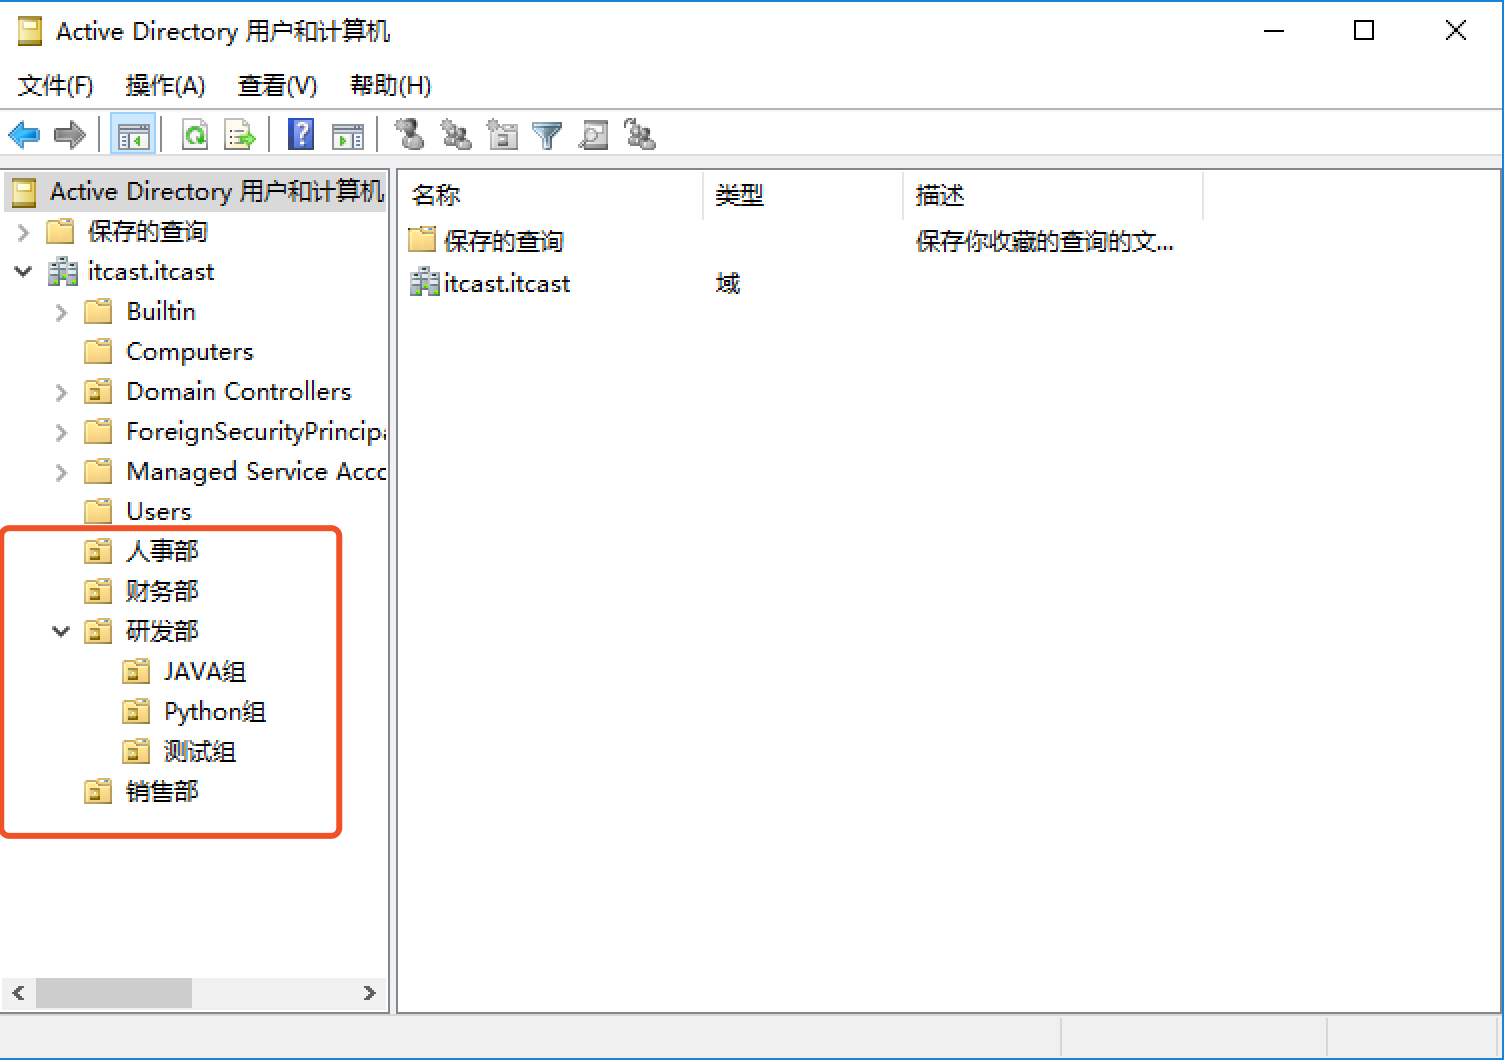 Active Directory 用户和计算机
文件(F) 操作(A) 查看(V) 帮助(H)
Active Directory 用户和计算机
保存的查询
itcast.itcast
Builtin
Computers
Domain Controllers
ForeignSecurityPrincipa
Managed Service Acco
Users
人事部
财务部
研发部
JAVA组
Python组
测试组
销售部
名称 类型 描述
保存的查询 保存你收藏的查询的文...
itcast.itcast 域